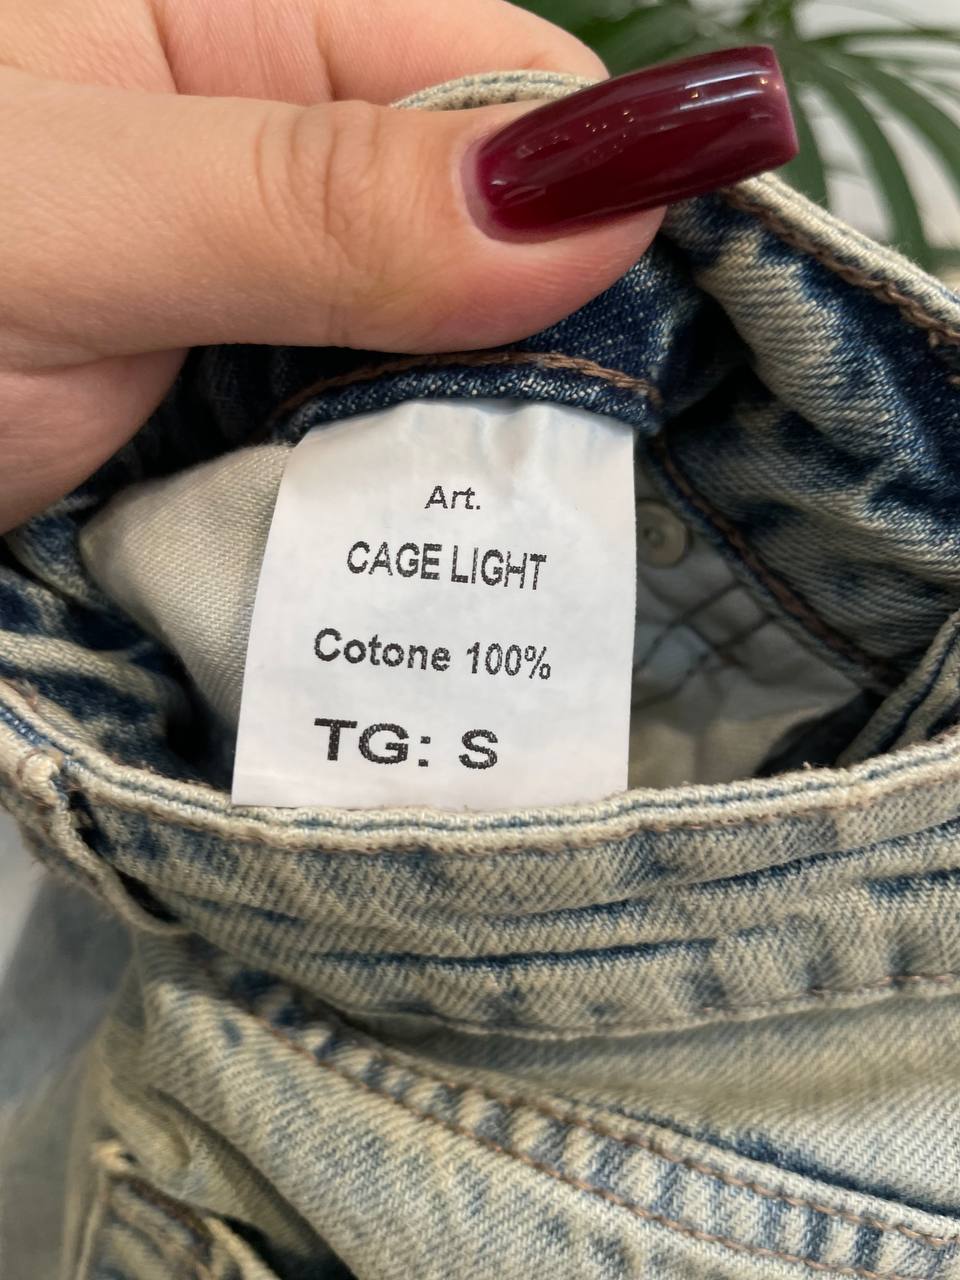 Art.
CAGE LIGHT
Cotone 100%
TG: S